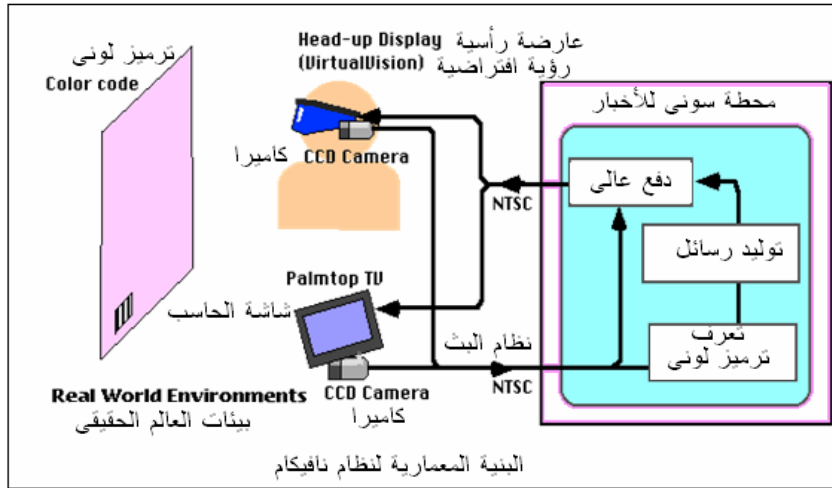 ترميز لونى
Color code
Head-up Display عارضة رأسية
(VirtualVision) رؤية افتراضية
كاميرا CCD Camera
محطة سونى للأخبار
دفع عالى
NTSC
توليد رسائل
Palmtop TV
شاشة الحاسب
نظام البث
تعرف
ترميز لونى
NTSC
CCD Camera
كاميرا
Real World Environments
بيئات العالم الحقيقى
البنية المعمارية لنظام نافيكام